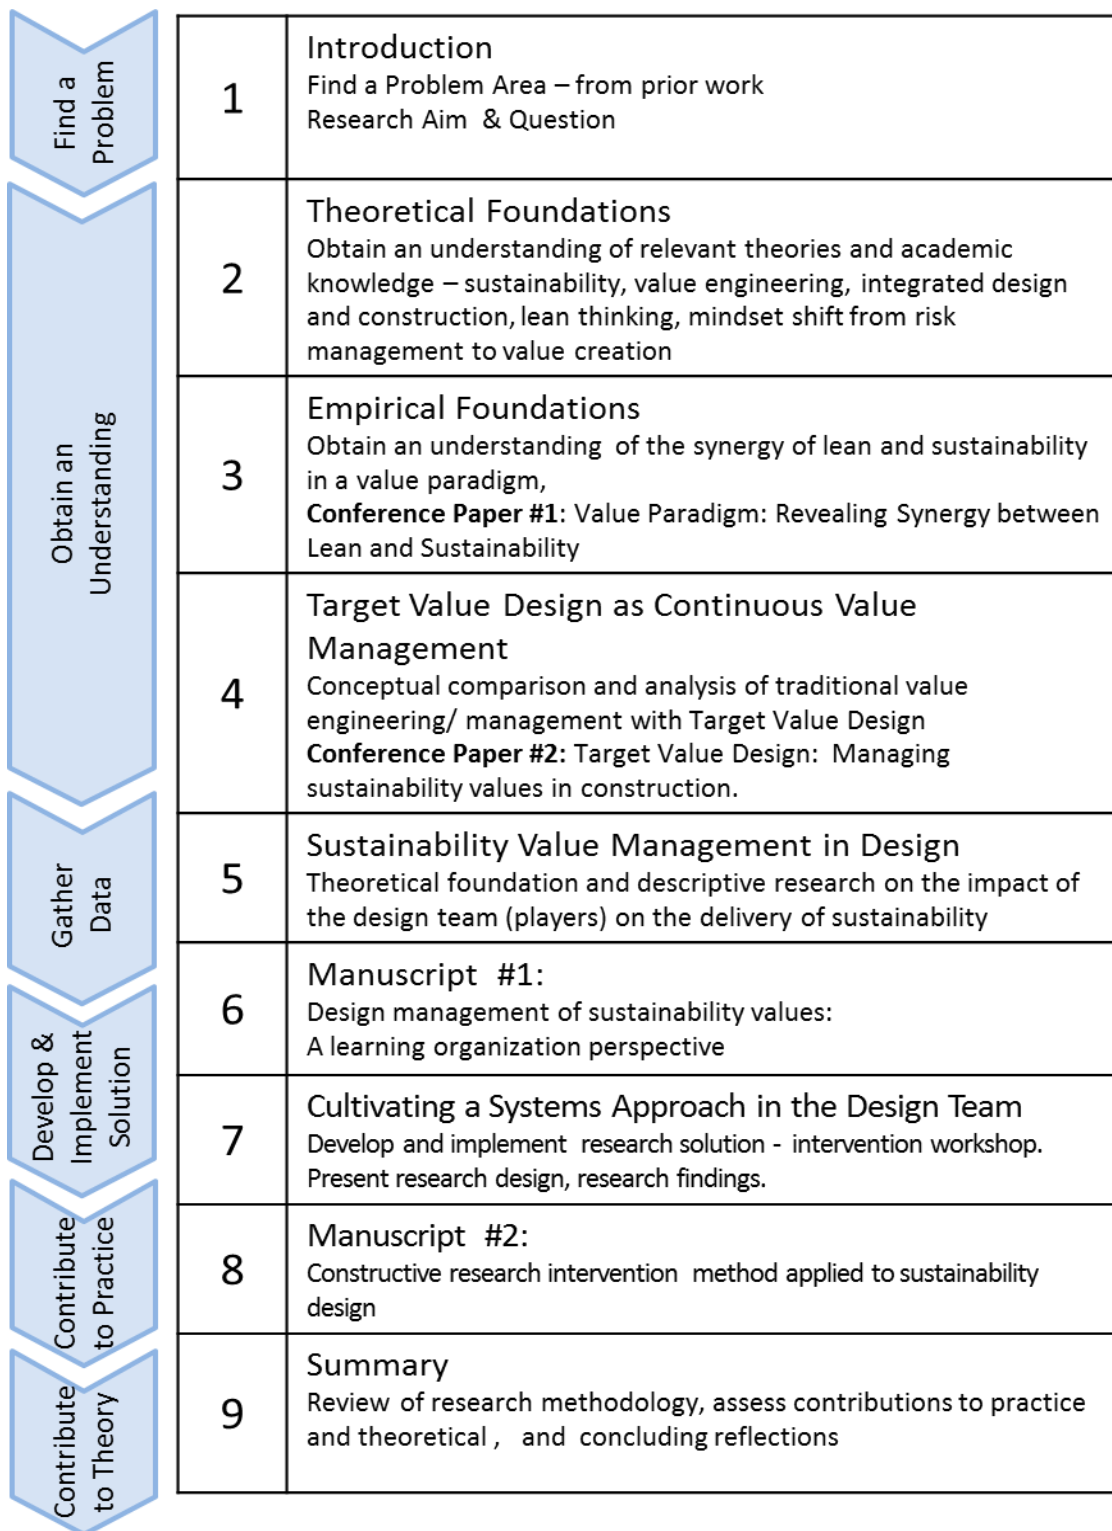 Find a
Problem
1
Introduction
Find a Problem Area – from prior work
Research Aim & Question
Obtain an
Understanding
2
Theoretical Foundations
Obtain an understanding of relevant theories and academic
knowledge – sustainability, value engineering, integrated design
and construction, lean thinking, mindset shift from risk
management to value creation
3
Empirical Foundations
Obtain an understanding of the synergy of lean and sustainability
in a value paradigm,
Conference Paper #1: Value Paradigm: Revealing Synergy between
Lean and Sustainability
4
Target Value Design as Continuous Value
Management
Conceptual comparison and analysis of traditional value
engineering/ management with Target Value Design
Conference Paper #2: Target Value Design: Managing
sustainability values in construction.
Gather
Data
5
Sustainability Value Management in Design
Theoretical foundation and descriptive research on the impact of
the design team (players) on the delivery of sustainability
6
Manuscript #1:
Design management of sustainability values:
A learning organization perspective
Develop &
Implement
Solution
7
Cultivating a Systems Approach in the Design Team
Develop and implement research solution - intervention workshop.
Present research design, research findings.
Contribute
to Practice
8
Manuscript #2:
Constructive research intervention method applied to sustainability
design
Contribute
to Theory
9
Summary
Review of research methodology, assess contributions to practice
and theoretical , and concluding reflections